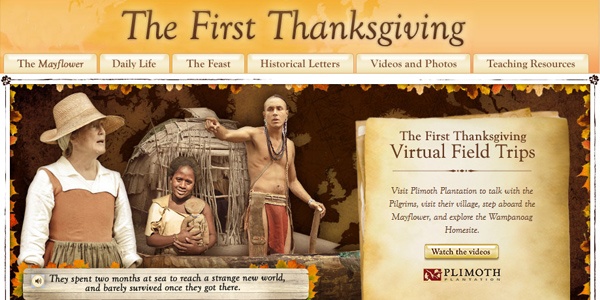 The First Thanksgiving
The Mayflower
Daily Life
The Feast
Historical Letters
Videos and Photos
Teaching Resources
The First Thanksgiving
Virtual Field Trips
Visit Plimoth Plantation to talk with the
Pilgrims, visit their village, step aboard the
Mayflower, and explore the Wampanoag
Homesite.
Watch the videos
PLIMOTH
PLANTATION
They spent two months at sea to reach a strange new world,
and barely survived once they got there.